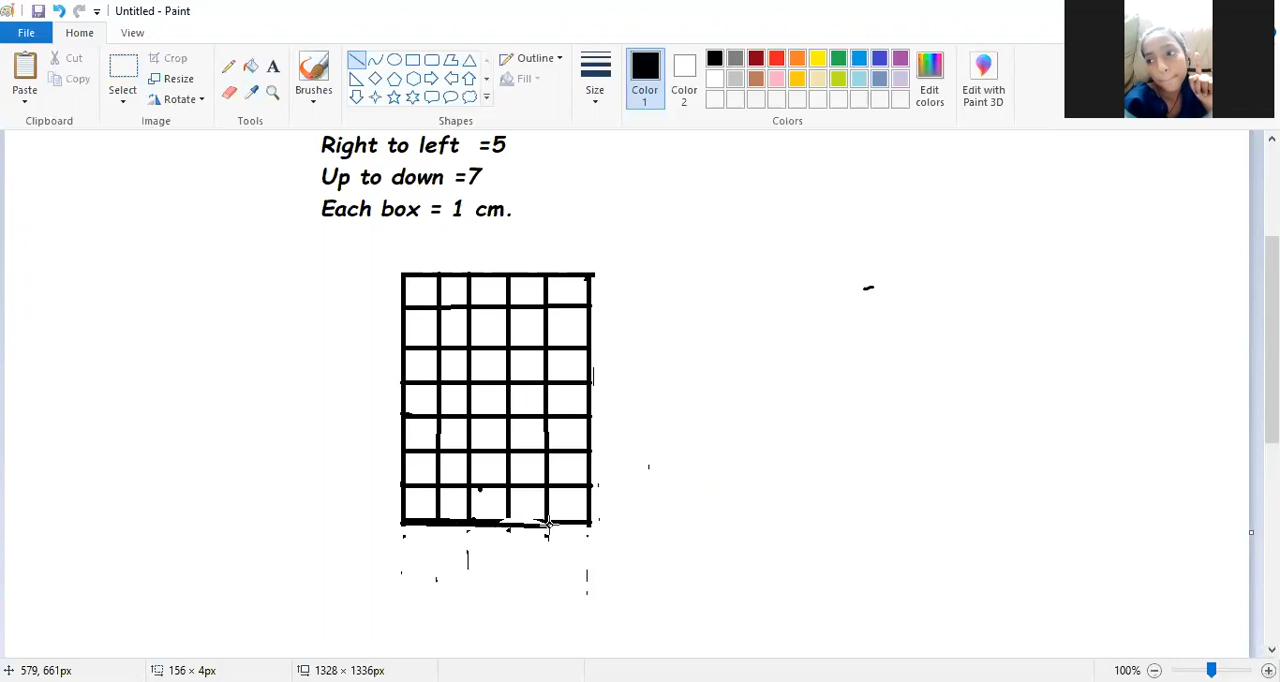 Untitled - Paint
File
Home
View
Paste
Cut
Copy
Clipboard
Select
Crop
Resize
Rotate
Image
A
Tools
Brushes
Shapes
Outline
Fill
Size
Color 1
Color 2
Edit colors
Colors
Edit with Paint 3D
Right to left =5
Up to down =7
Each box = 1 cm.
579, 661px
156 × 4px
1328 × 1336px
100%